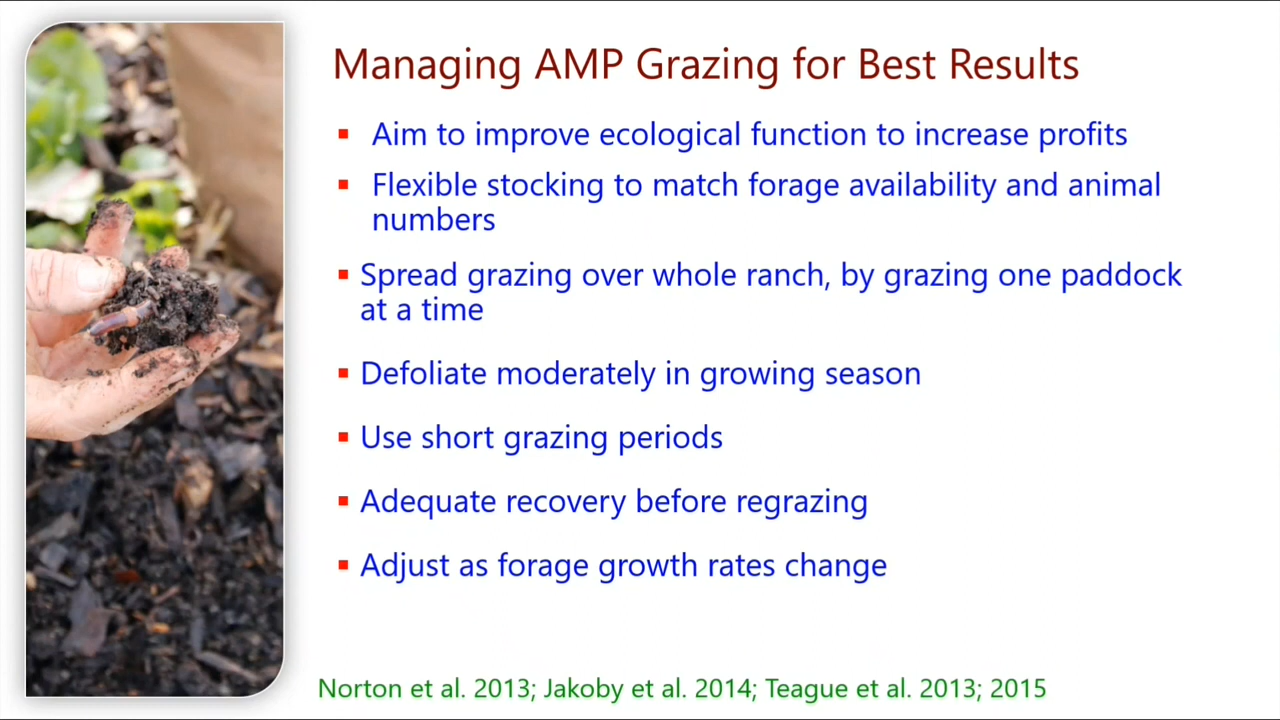 Managing AMP Grazing for Best Results
▪ Aim to improve ecological function to increase profits
▪ Flexible stocking to match forage availability and animal
numbers
▪ Spread grazing over whole ranch, by grazing one paddock
at a time
▪ Defoliate moderately in growing season
▪ Use short grazing periods
▪ Adequate recovery before regrazing
▪ Adjust as forage growth rates change
Norton et al. 2013; Jakoby et al. 2014; Teague et al. 2013; 2015